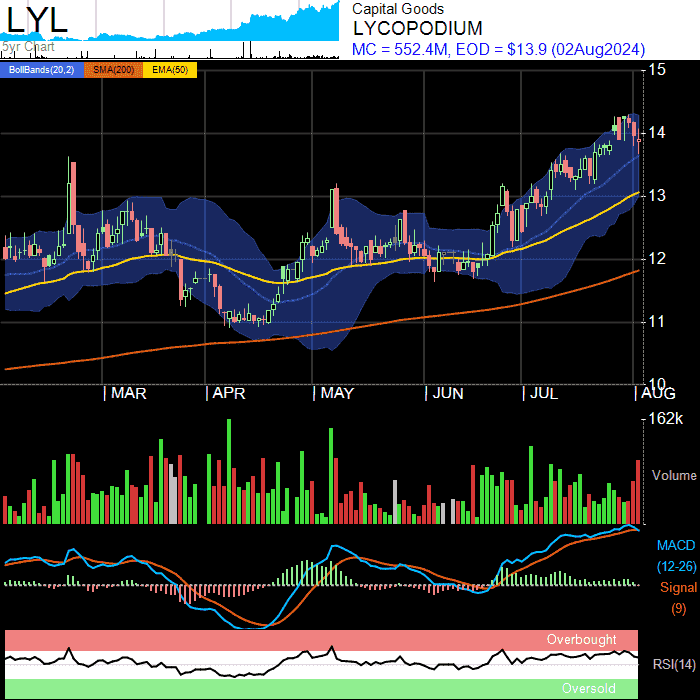 LYL
5yr Chart
Capital Goods
LYCOPODIUM
MC = 552.4M, EOD = $13.9 (02Aug2024)
BollBands(20,2) SMA(200) EMA(50)
15
14
13
12
11
10
MAR APR MAY JUN JUL AUG
162k
Volume
MACD
(12-26)
Signal
(9)
Overbought
RSI(14)
Oversold